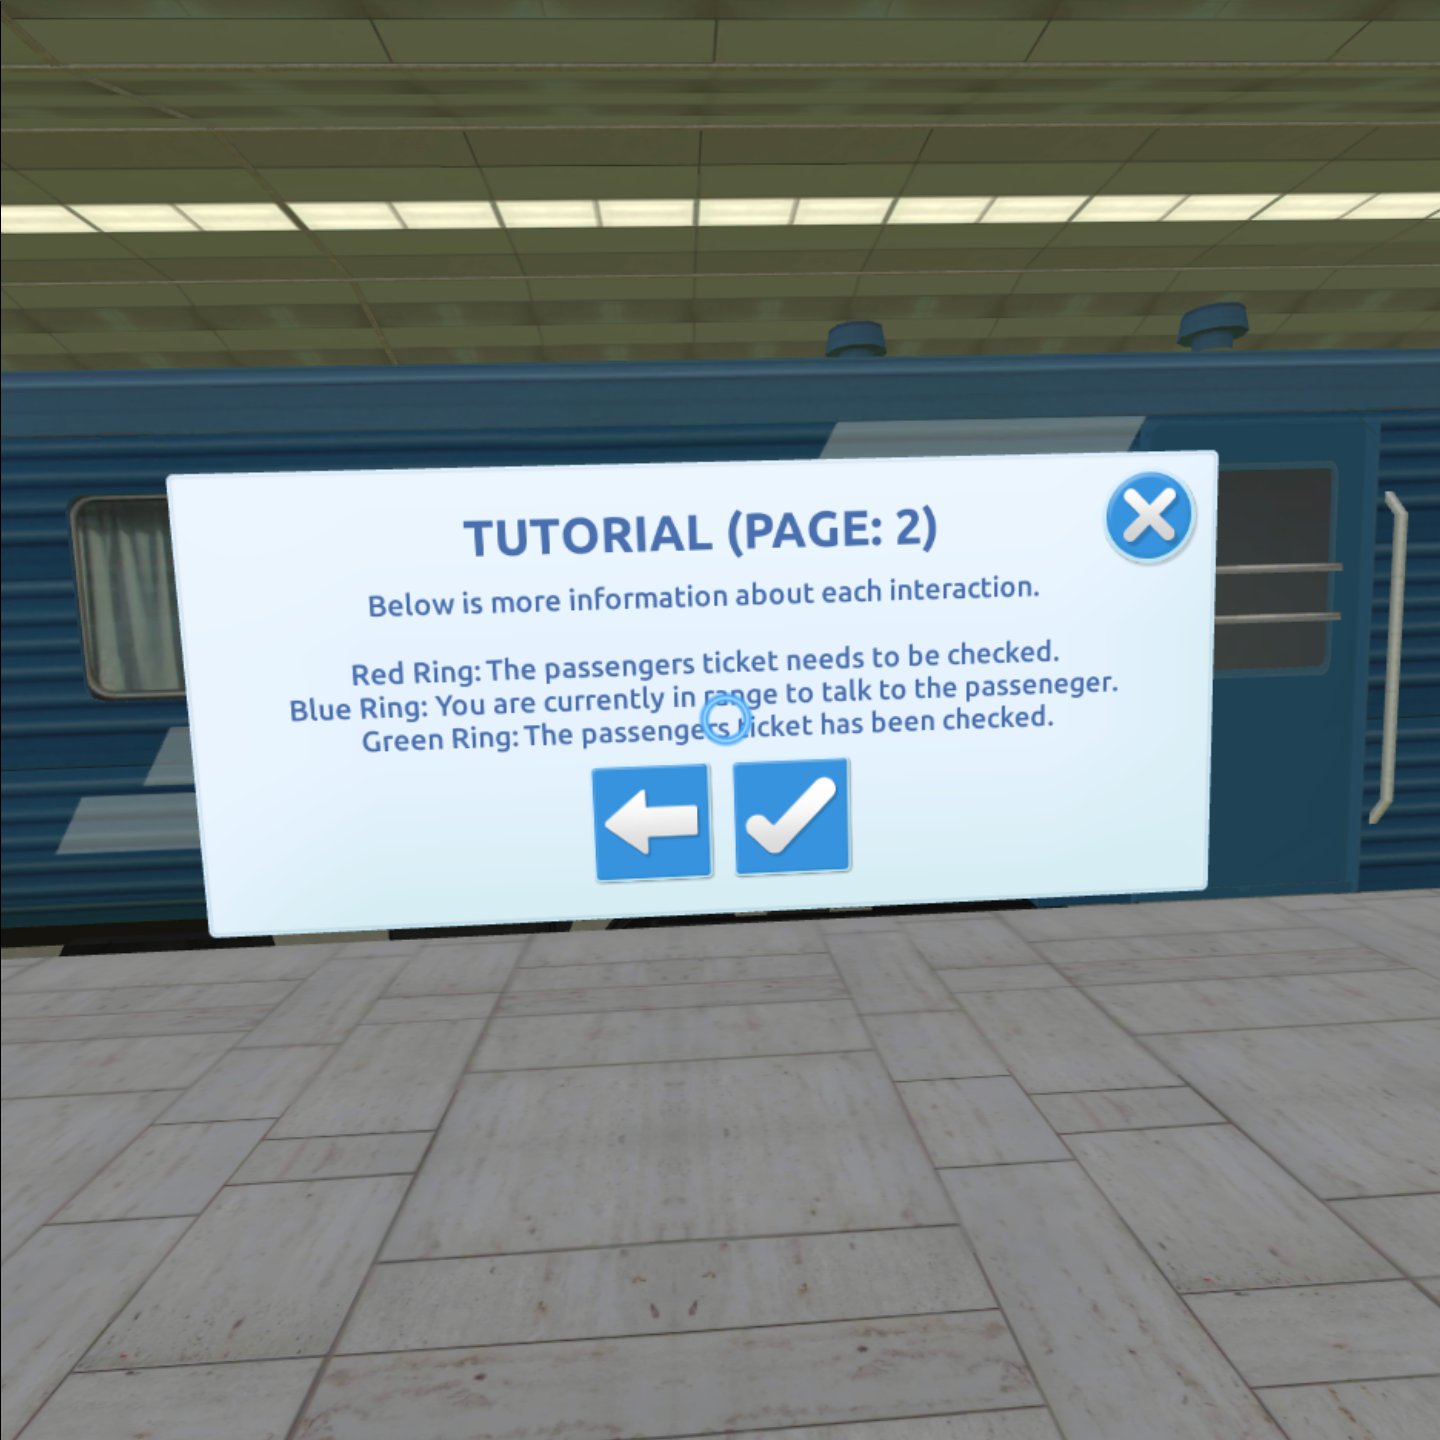 TUTORIAL (PAGE: 2)
Below is more information about each interaction.
Red Ring: The passengers ticket needs to be checked.
Blue Ring: You are currently in range to talk to the passeneger.
Green Ring: The passengers ticket has been checked.